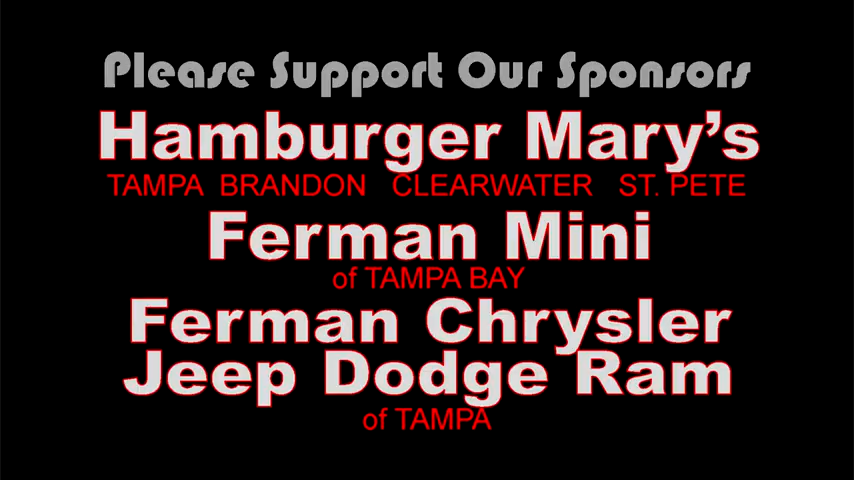 Please Support Our Sponsors
Hamburger Mary’s
TAMPA BRANDON CLEARWATER ST. PETE
Ferman Mini
of TAMPA BAY
Ferman Chrysler
Jeep Dodge Ram
of TAMPA